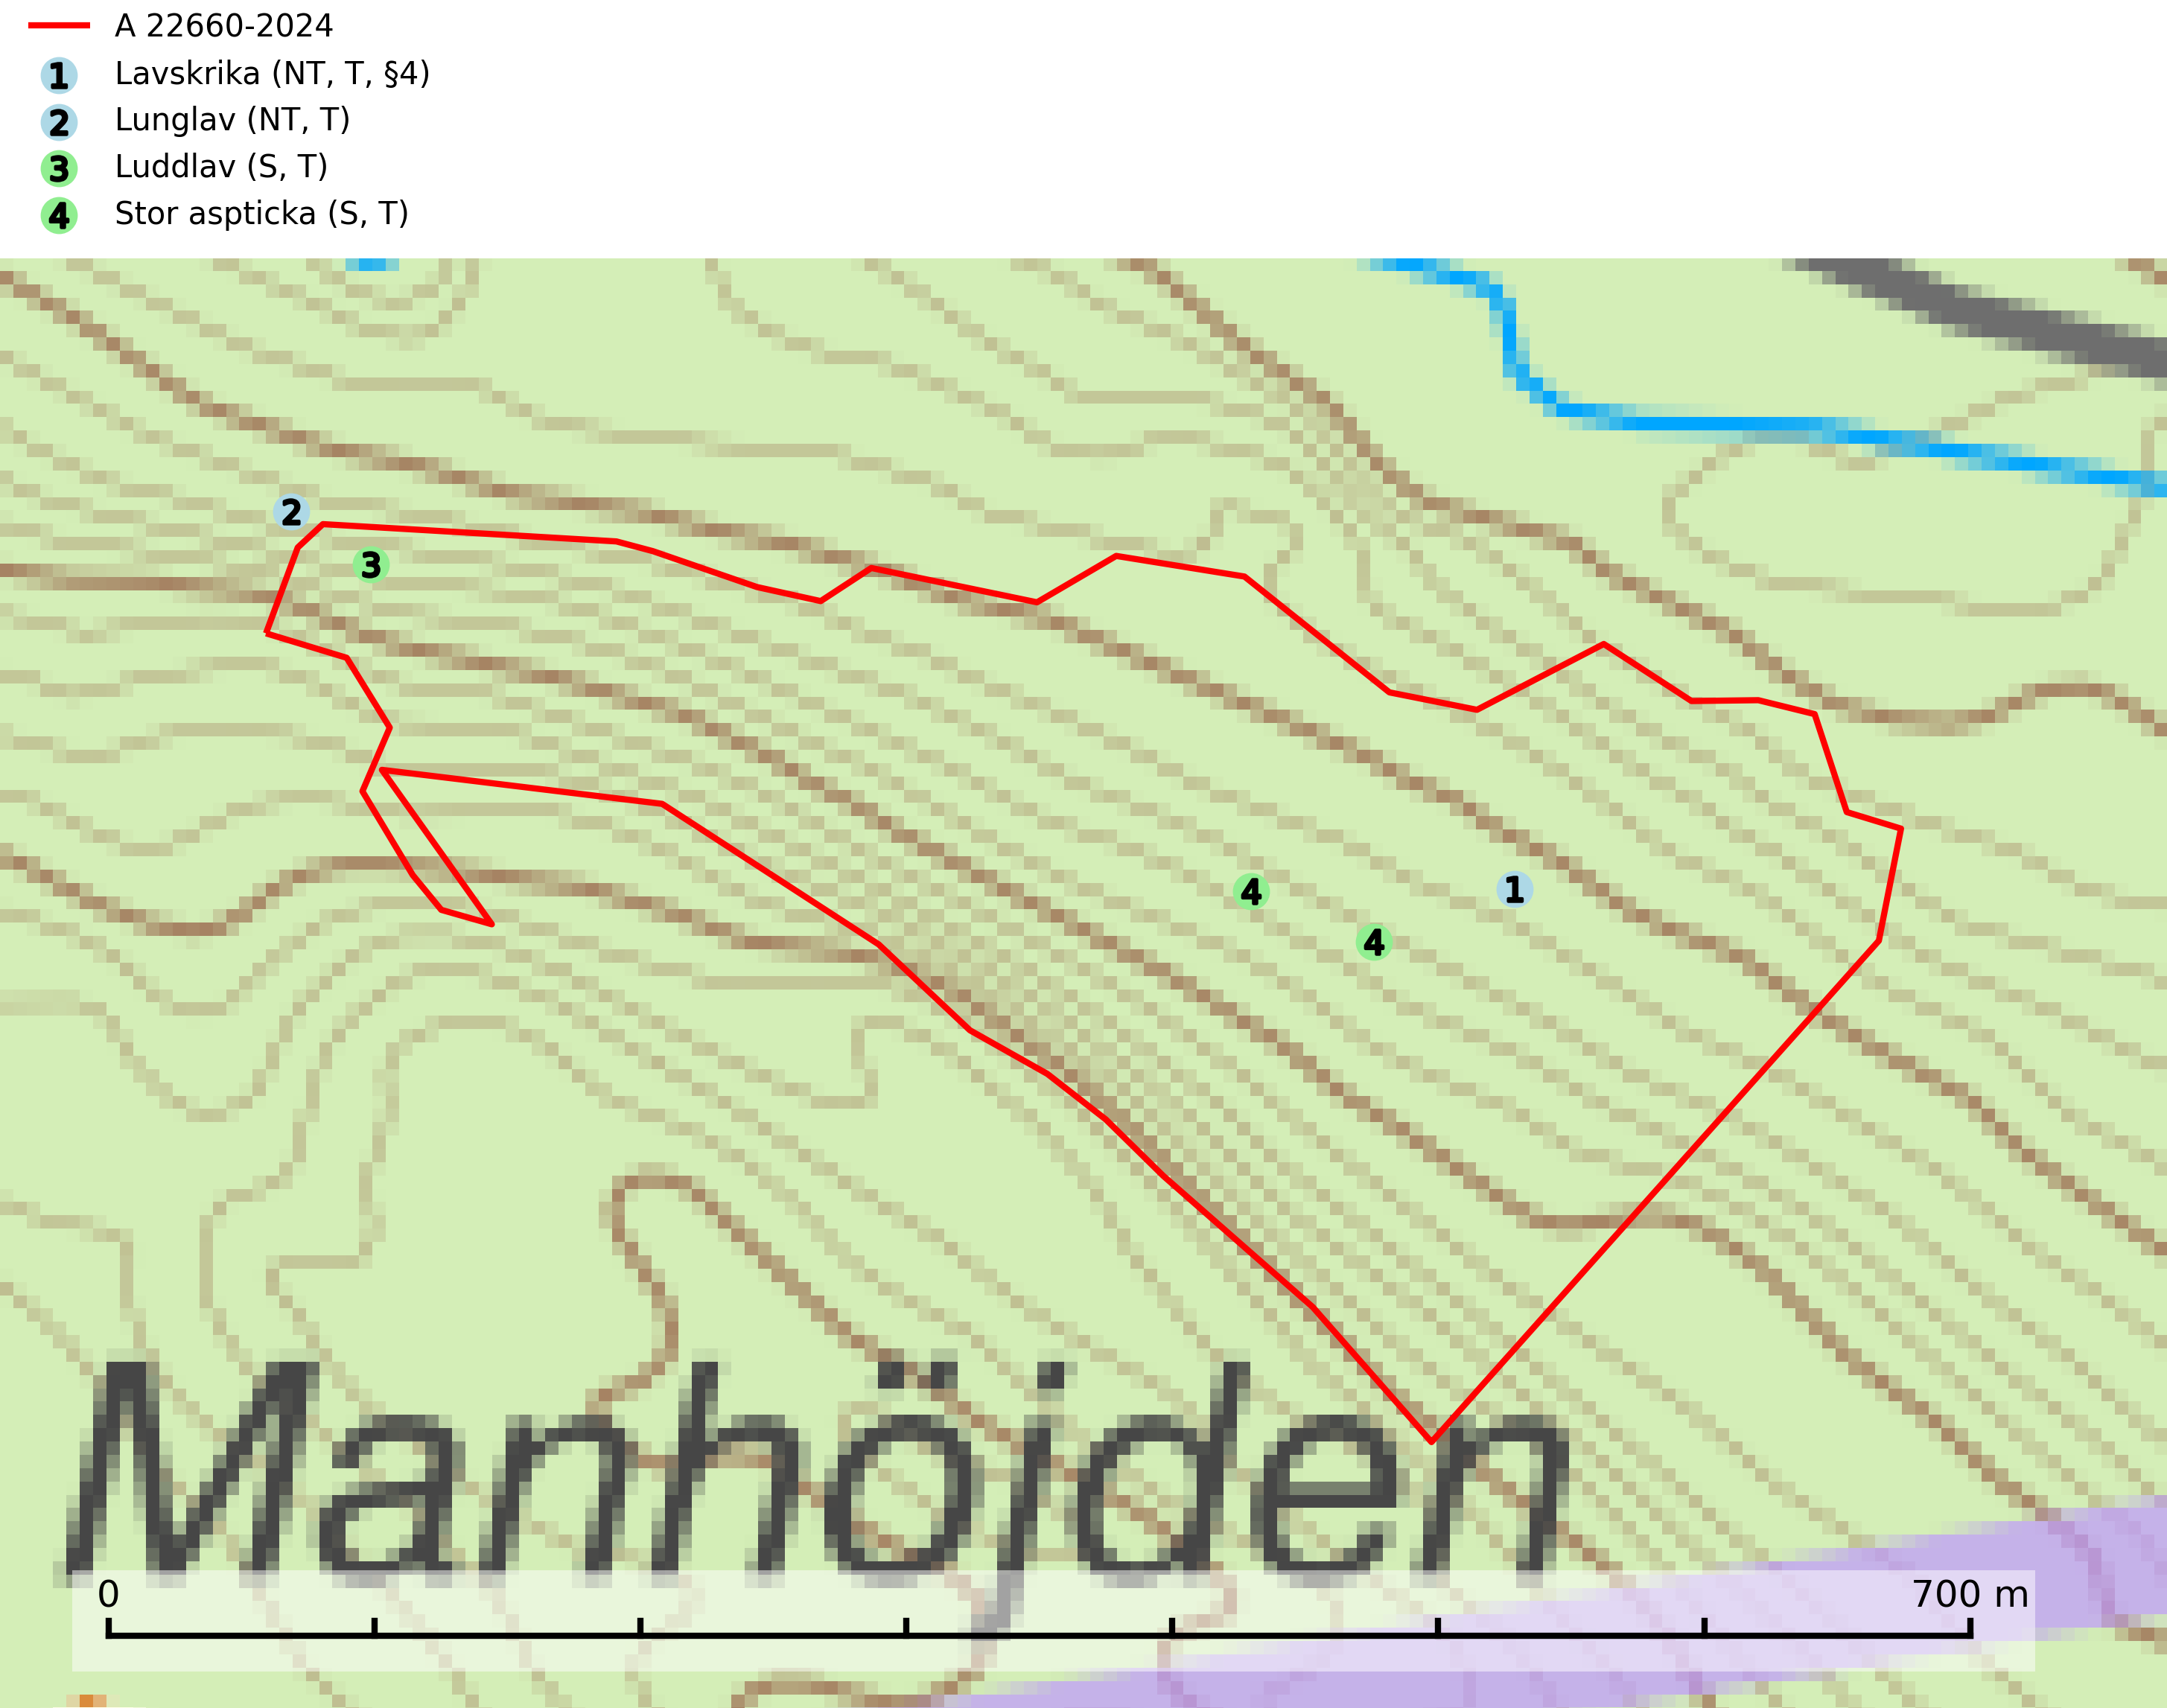 A 22660-2024
1 Lavskrika (NT, T, §4)
2 Lunglav (NT, T)
3 Luddlav (S, T)
4 Stor aspticka (S, T)
2
3
4
1
4
Manhöjden
0 700 m